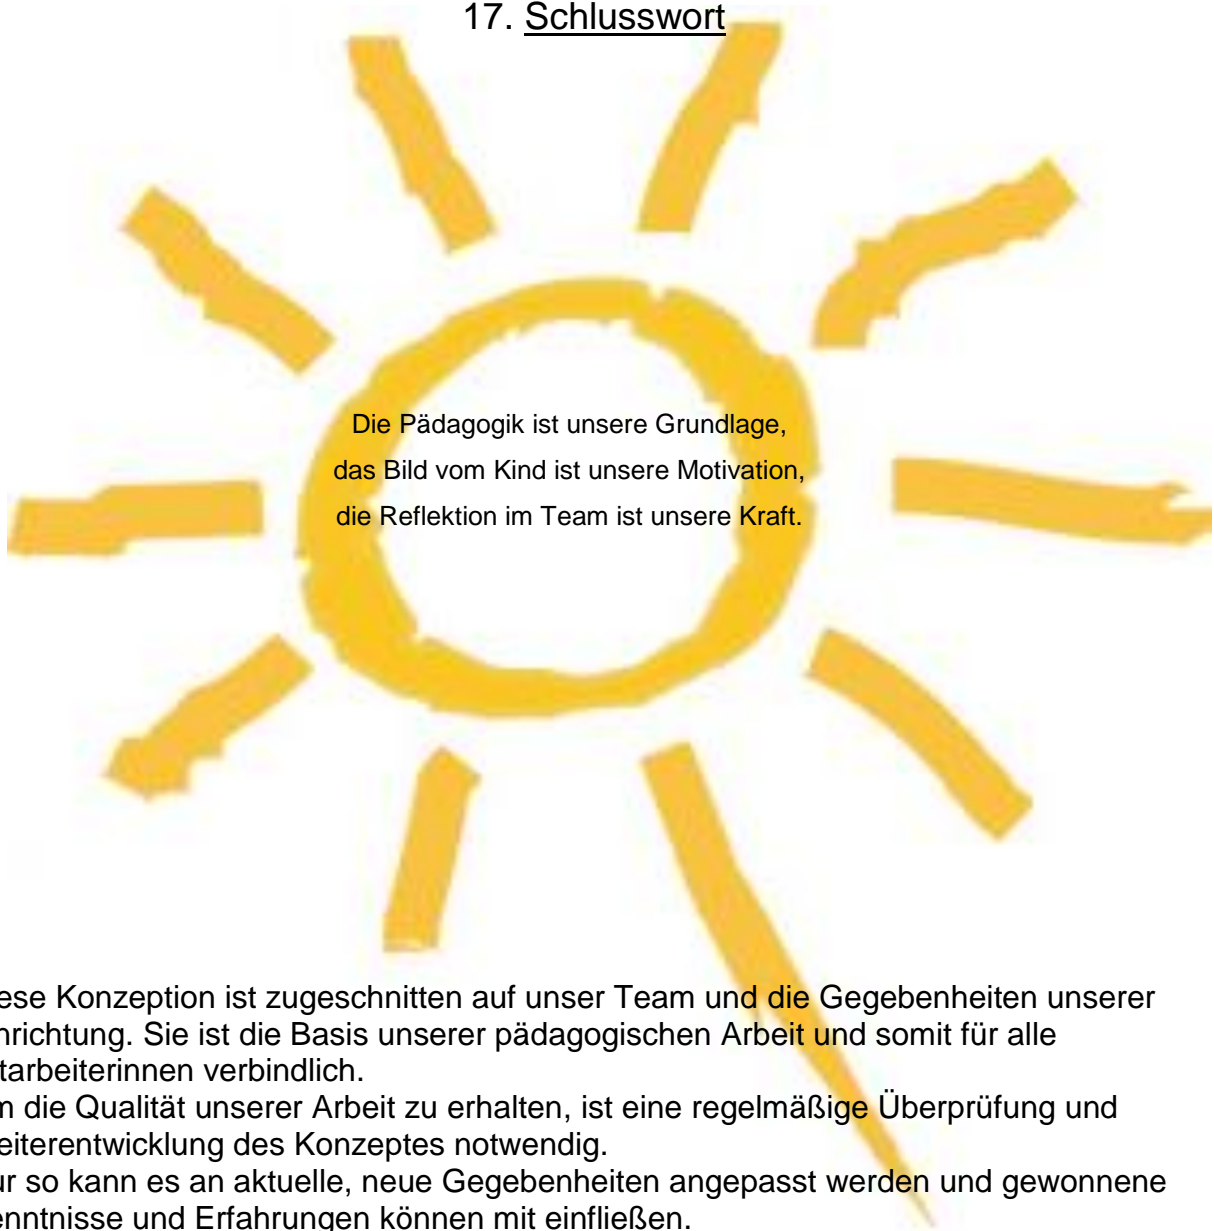 17. Schlusswort
Die Pädagogik ist unsere Grundlage,
das Bild vom Kind ist unsere Motivation,
die Reflektion im Team ist unsere Kraft.
ese Konzeption ist zugeschnitten auf unser Team und die Gegebenheiten unserer
nrichtung. Sie ist die Basis unserer pädagogischen Arbeit und somit für alle
tarbeiterinnen verbindlich.
m die Qualität unserer Arbeit zu erhalten, ist eine regelmäßige Überprüfung und
eiterentwicklung des Konzeptes notwendig.
ur so kann es an aktuelle, neue Gegebenheiten angepasst werden und gewonnene
enntnisse und Erfahrungen können mit einfließen.